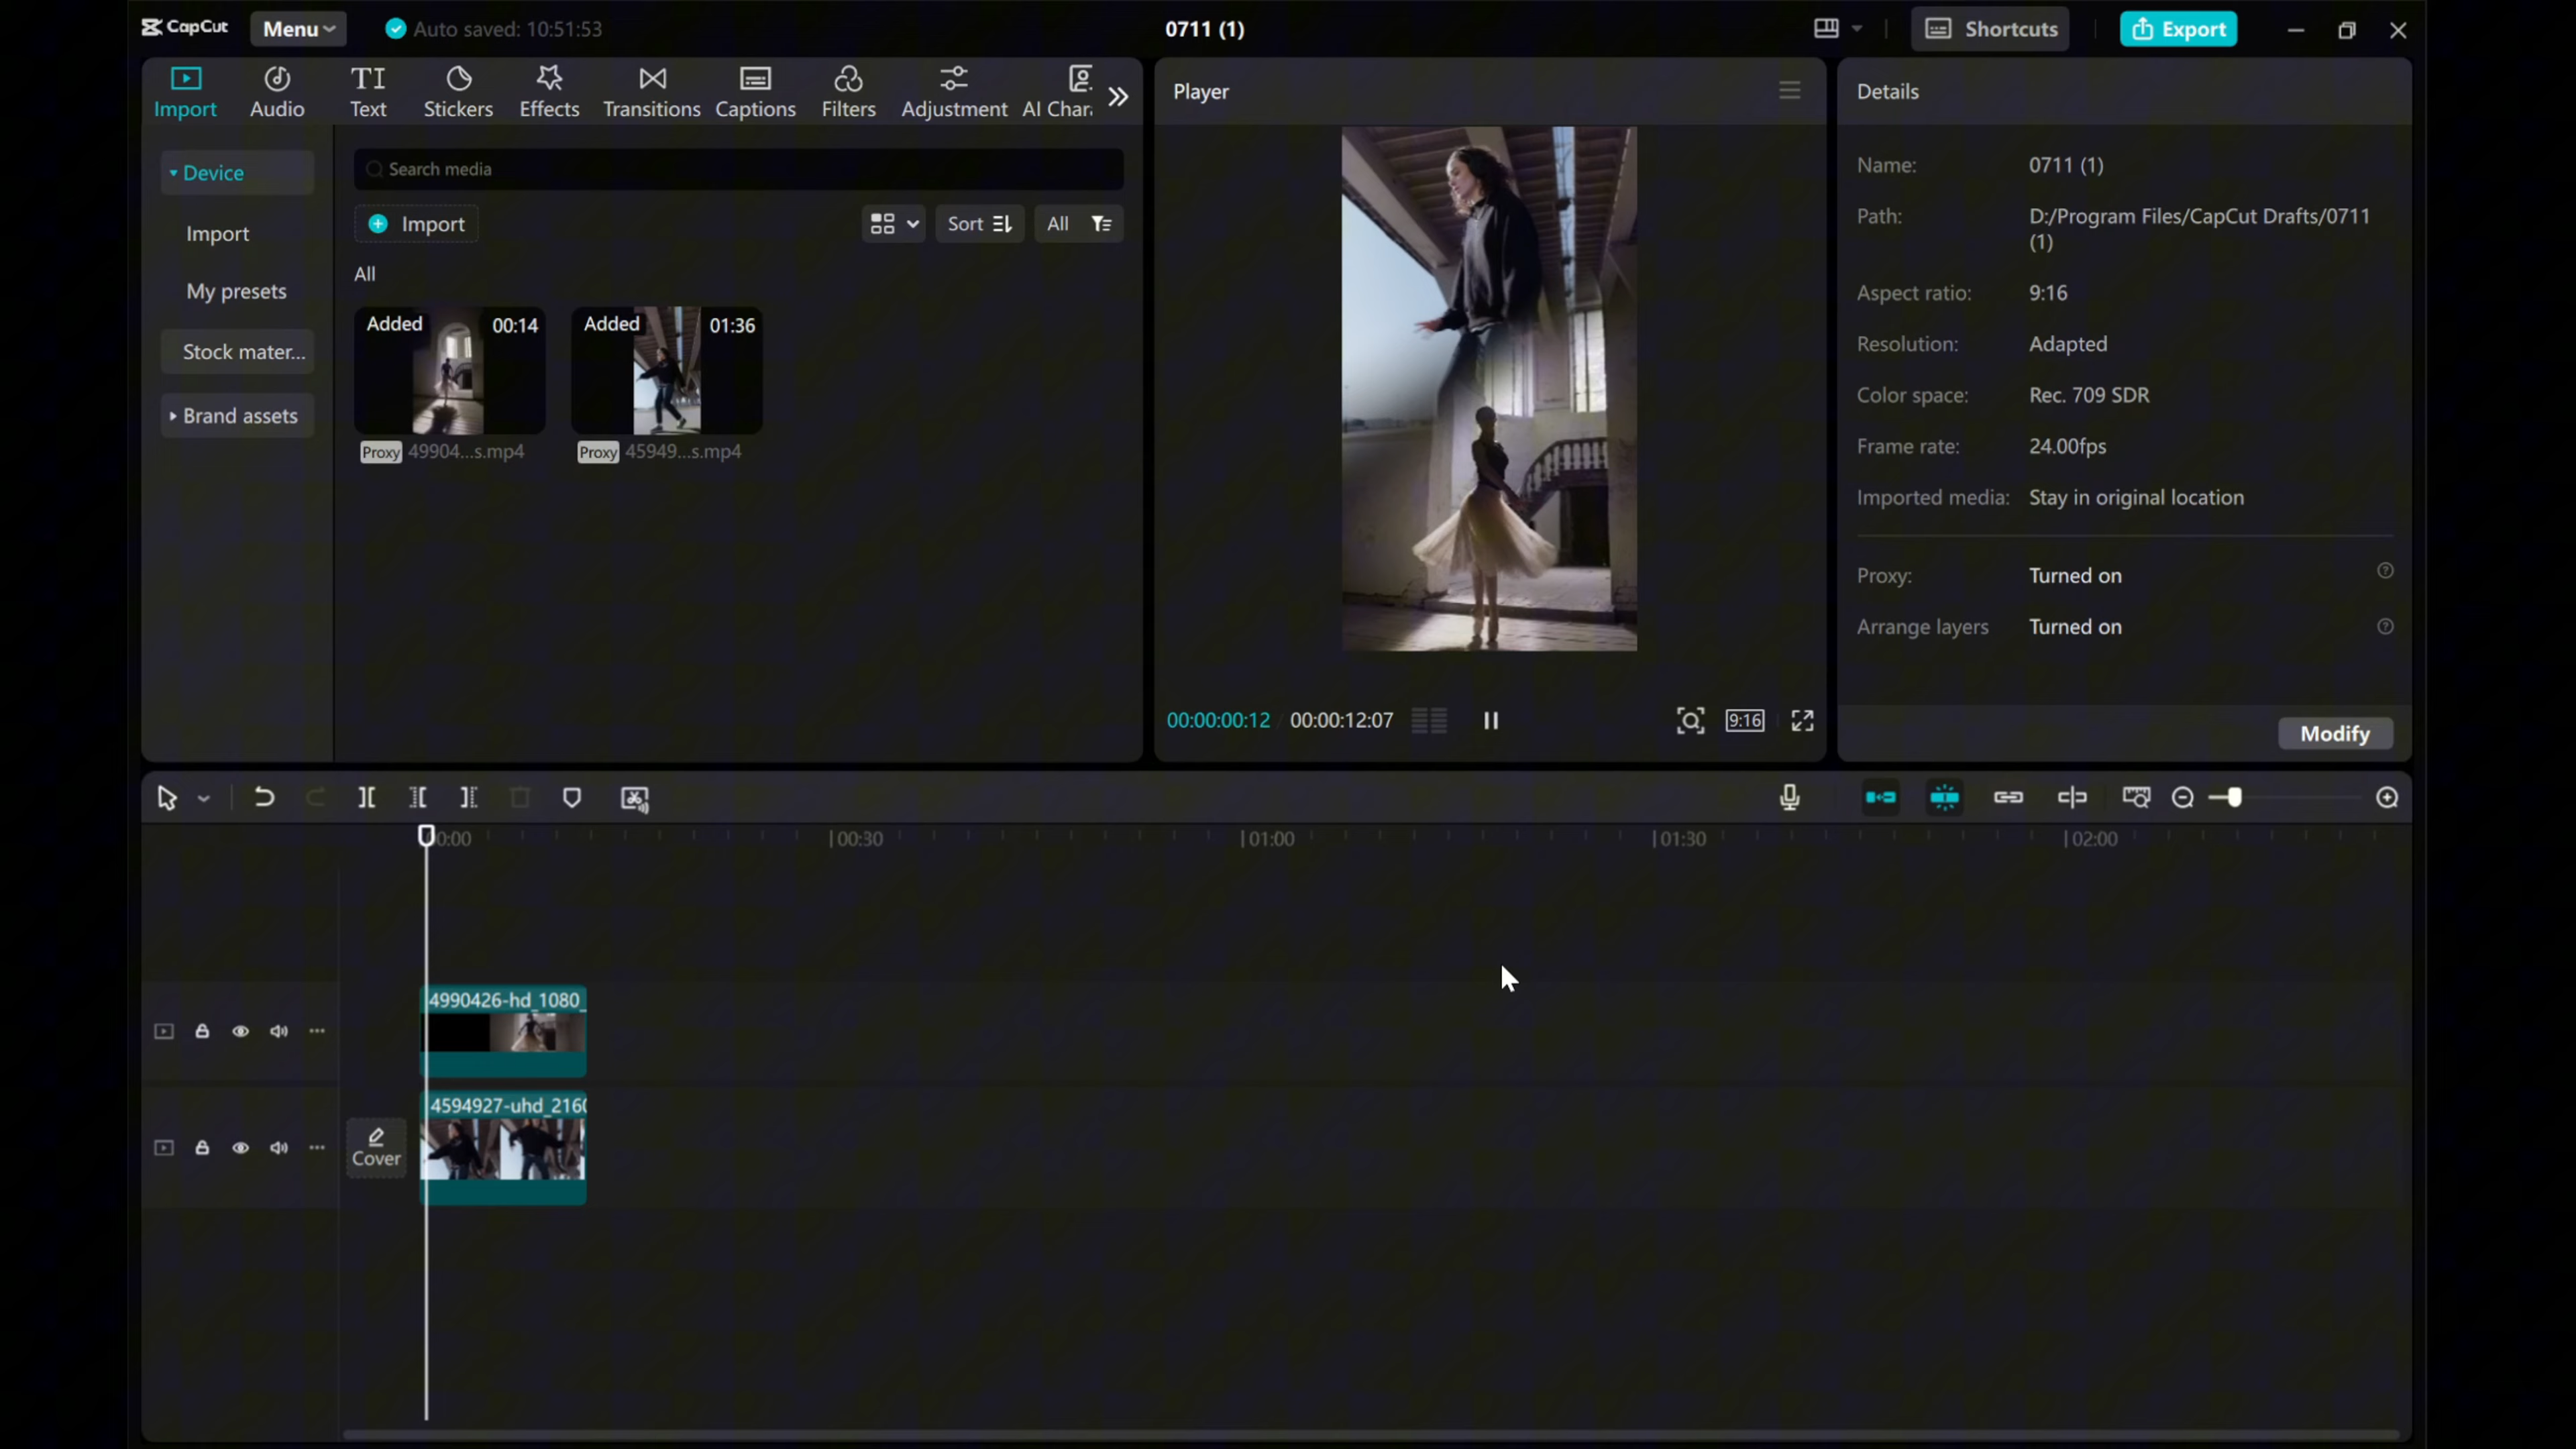 CapCut
Menu
Auto saved: 10:51:53
0711 (1)
Shortcuts
Export
Import
Audio
TI
Text
Stickers
Effects
Transitions
Captions
Filters
Adjustment
AI Char
Player
Details
Device
Import
My presets
Stock mater...
Brand assets
Search media
Import
Sort
All
All
Added
00:14
Proxy
49904...s.mp4
Added
01:36
Proxy
45949...s.mp4
00:00:00:12
00:00:12:07
9:16
Name: 0711 (1)
Path: D:/Program Files/CapCut Drafts/0711
(1)
Aspect ratio: 9:16
Resolution: Adapted
Color space: Rec. 709 SDR
Frame rate: 24.00fps
Imported media: Stay in original location
Proxy: Turned on
Arrange layers Turned on
Modify
00:30
01:00
01:30
02:00
4990426-hd_1080_
4594927-uhd_2160
Cover